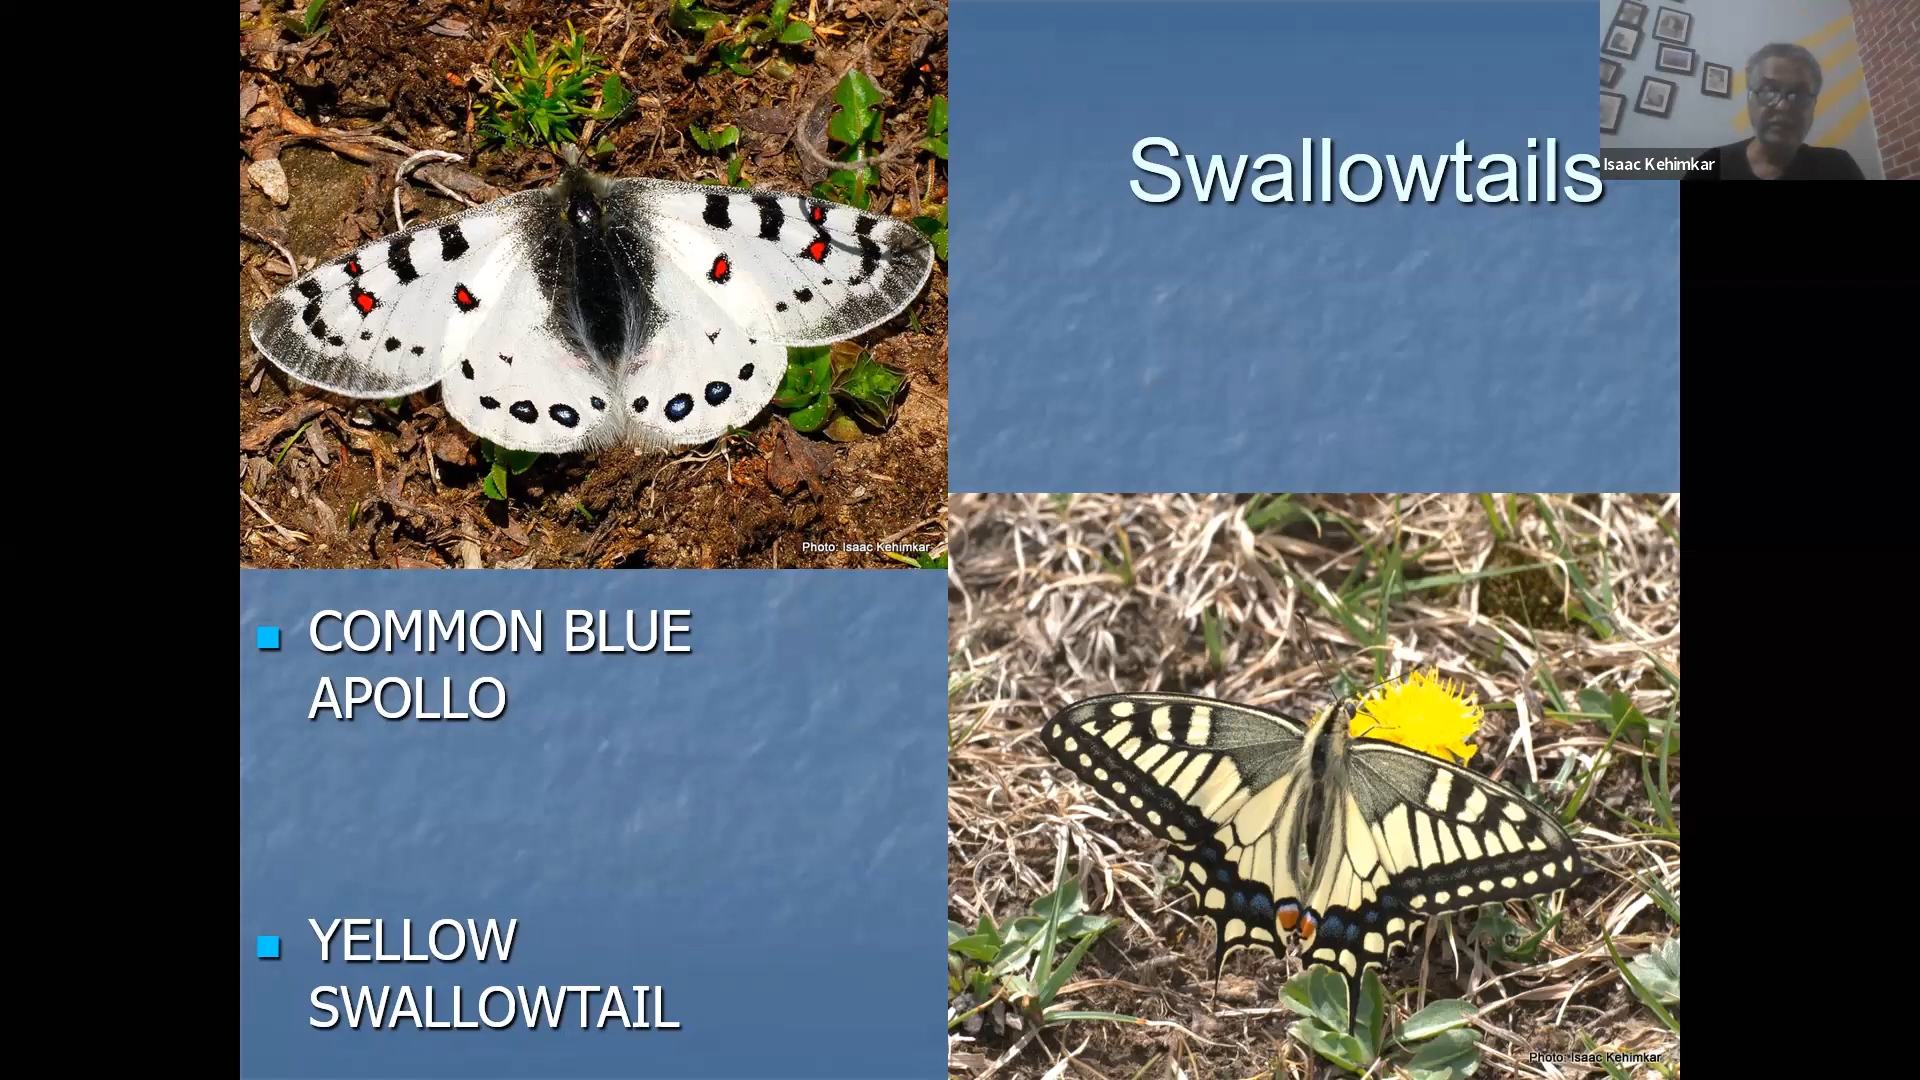 Swallowtails
Isaac Kehimkar
Photo: Isaac Kehimkar
COMMON BLUE
APOLLO
YELLOW
SWALLOWTAIL
Photo: Isaac Kehimkar